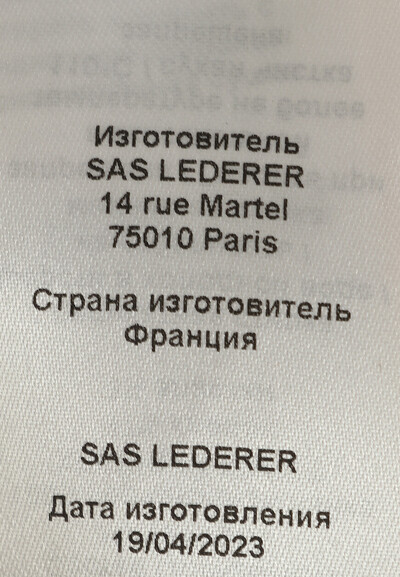 Изготовитель
SAS LEDERER
14 rue Martel
75010 Paris
Страна изготовитель
Франция
SAS LEDERER
Дата изготовления
19/04/2023